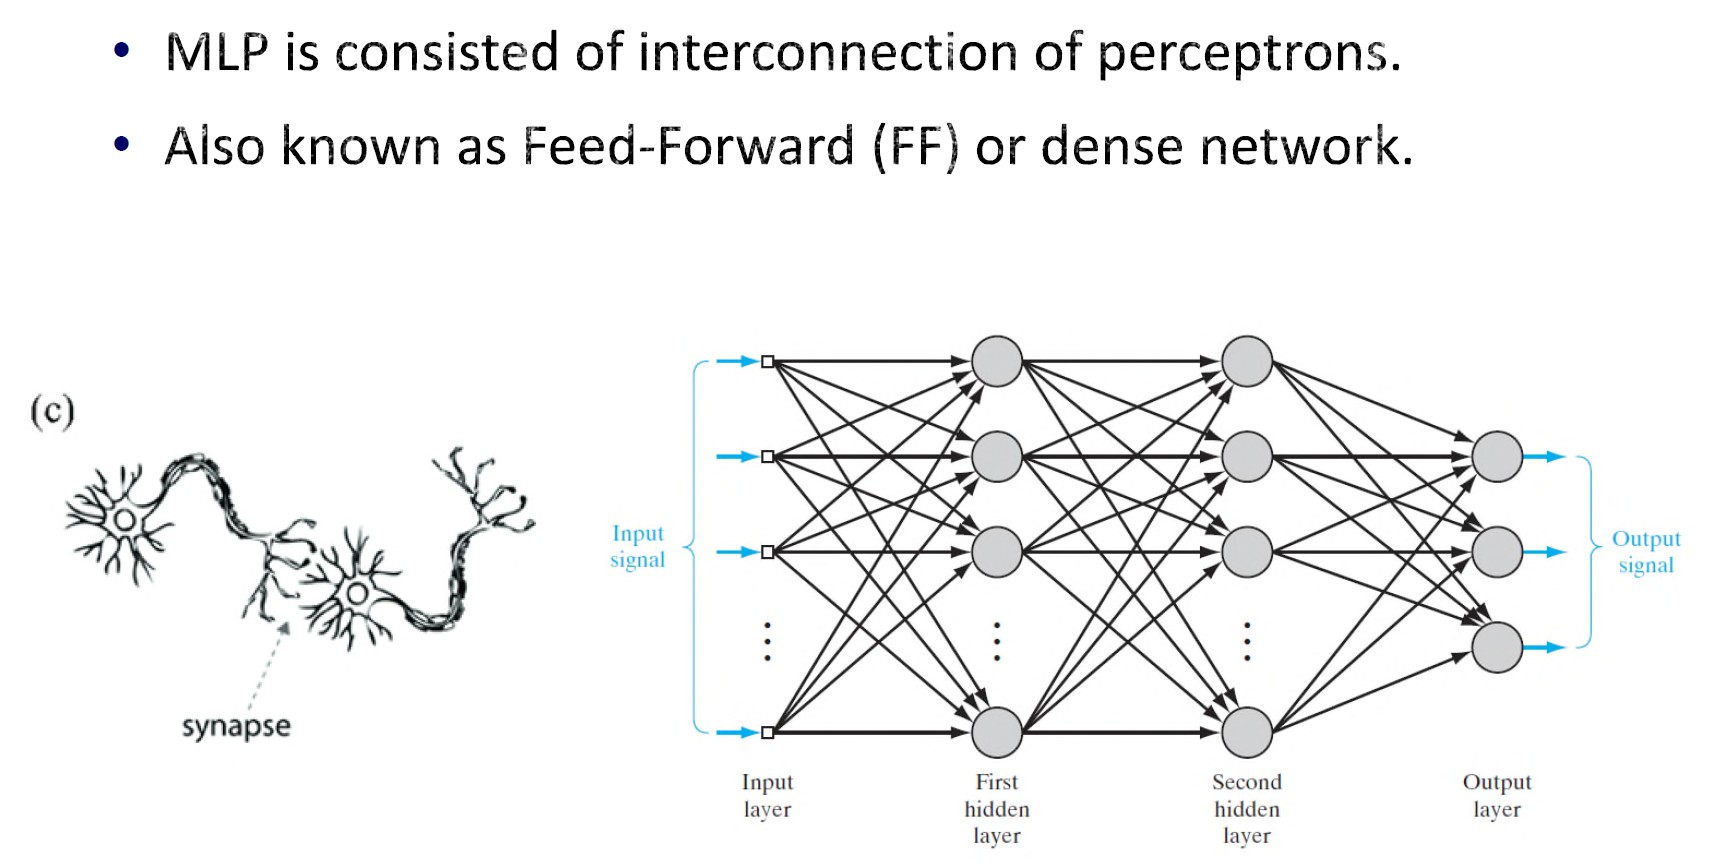 • MLP is consisted of interconnection of perceptrons.
• Also known as Feed-Forward (FF) or dense network.
(c)
synapse
Input
signal
Output
signal
Input
layer
First
hidden
layer
Second
hidden
layer
Output
layer